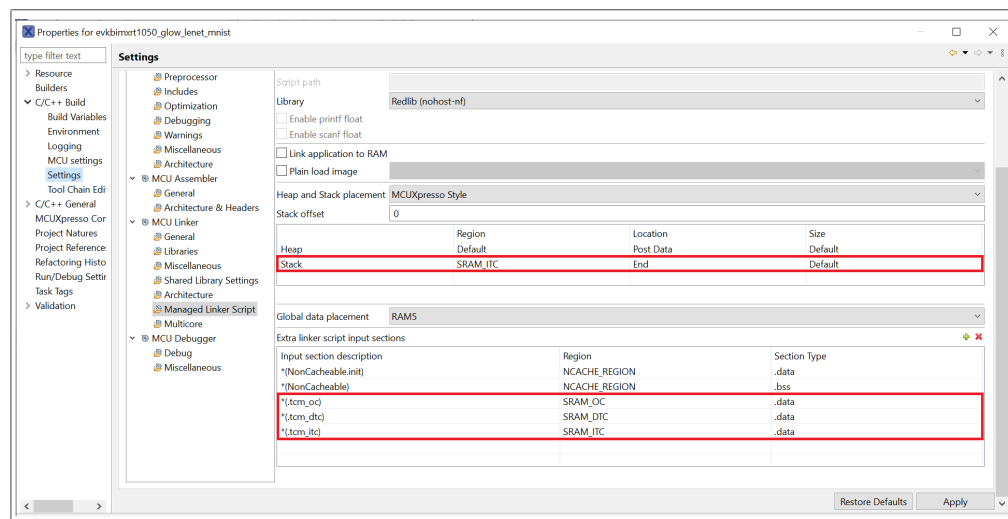 Properties for evkbimxrt1050_glow_lenet_mnist
type filter text
Settings
Resource
Builders
C/C++ Build
Build Variables
Environment
Logging
MCU settings
Settings
Tool Chain Edi
C/C++ General
MCUXpresso Cor
Project Natures
Project Reference
Refactoring Histo
Run/Debug Settir
Task Tags
Validation
Preprocessor
Includes
Optimization
Debugging
Warnings
Miscellaneous
Architecture
MCU Assembler
General
Architecture & Headers
MCU Linker
General
Libraries
Miscellaneous
Shared Library Settings
Architecture
Managed Linker Script
Multicore
MCU Debugger
Debug
Miscellaneous
Script path
Library Redlib (nohost-nf)
Enable printf float
Enable scanf float
Link application to RAM
Plain load image
Heap and Stack placement MCUXpresso Style
Stack offset 0
Region Location Size
Heap Default Post Data Default
Stack SRAM_ITC End Default
Global data placement RAM5
Extra linker script input sections
Input section description Region Section Type
*(NonCacheable.init) NCACHE_REGION .data
*(NonCacheable) NCACHE_REGION .bss
*(.tcm_oc) SRAM_OC .data
*(.tcm_dtc) SRAM_DTC .data
*(.tcm_itc) SRAM_ITC .data
Restore Defaults Apply